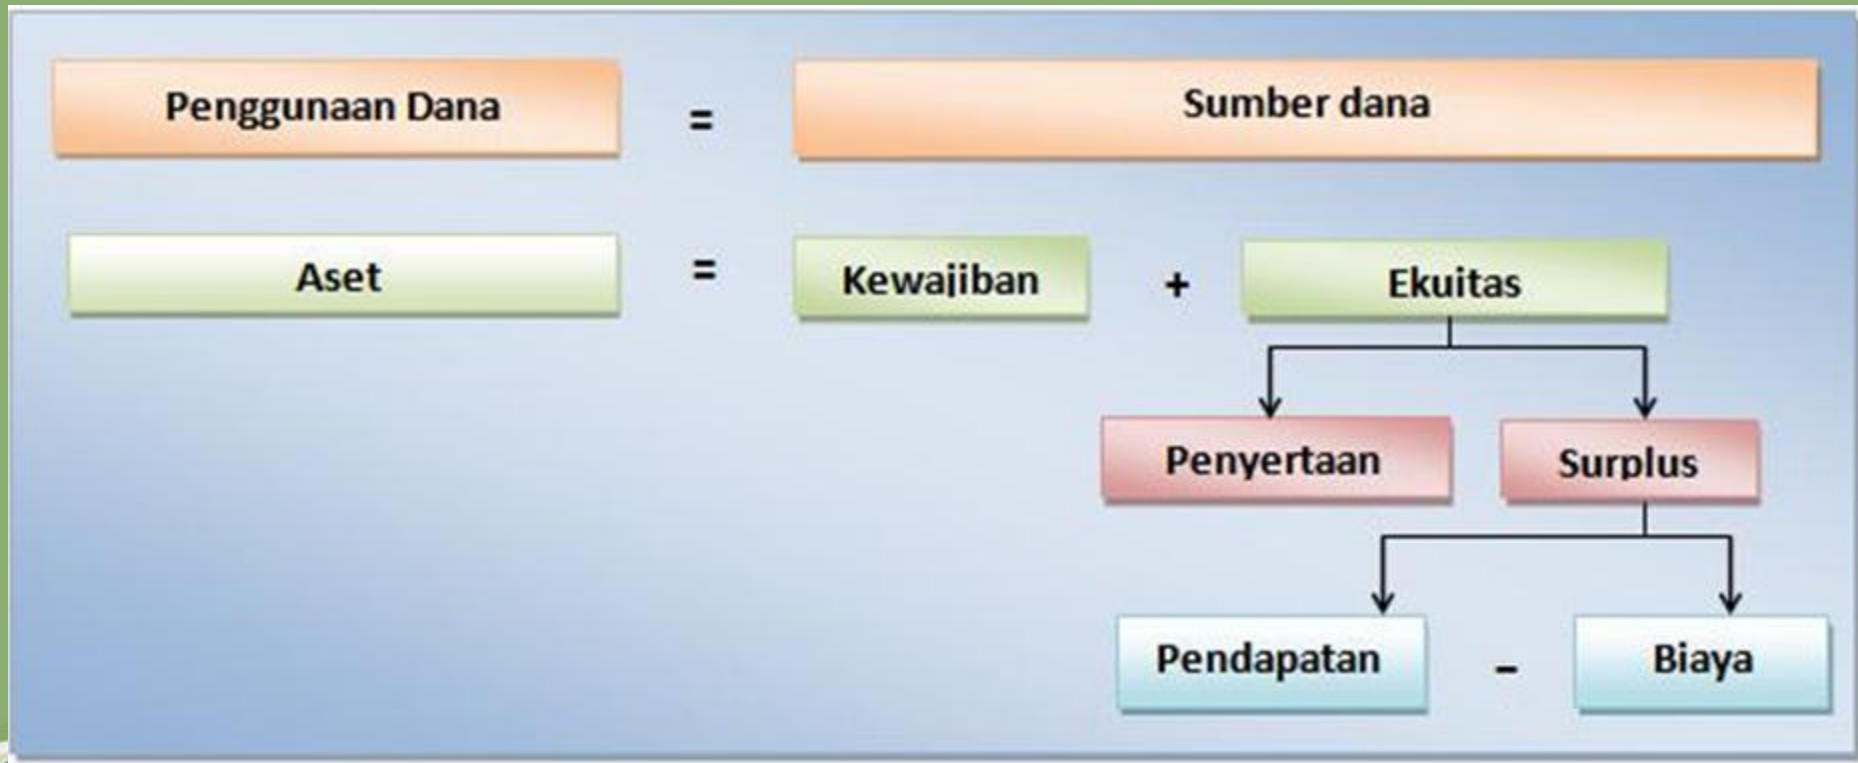 Penggunaan Dana = Sumber dana
Aset = Kewajiban + Ekuitas
Penyertaan Surplus
Pendapatan - Biaya